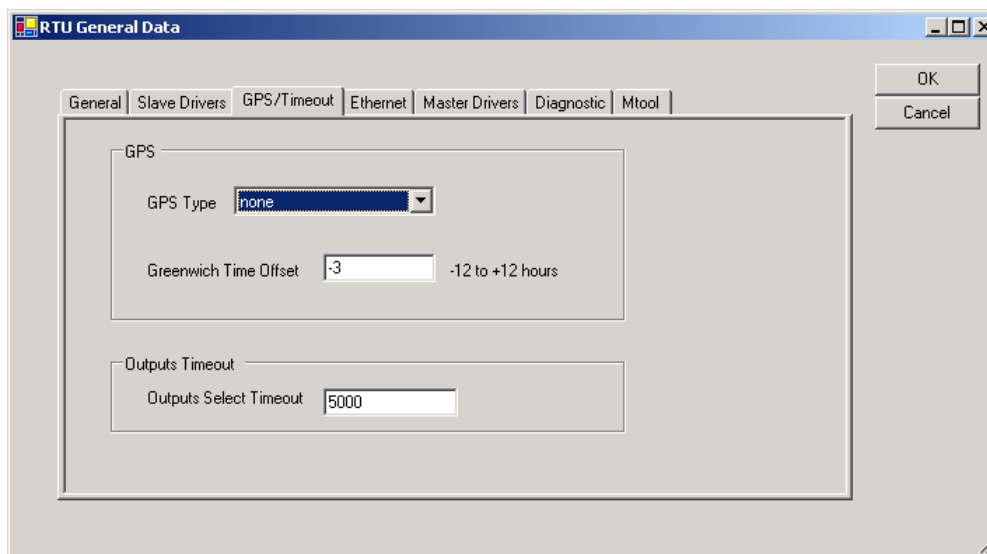 RTU General Data
OK
Cancel
General Slave Drivers GPS/Timeout Ethernet Master Drivers Diagnostic Mtool
GPS
GPS Type none
Greenwich Time Offset -3 -12 to +12 hours
Outputs Timeout
Outputs Select Timeout 5000